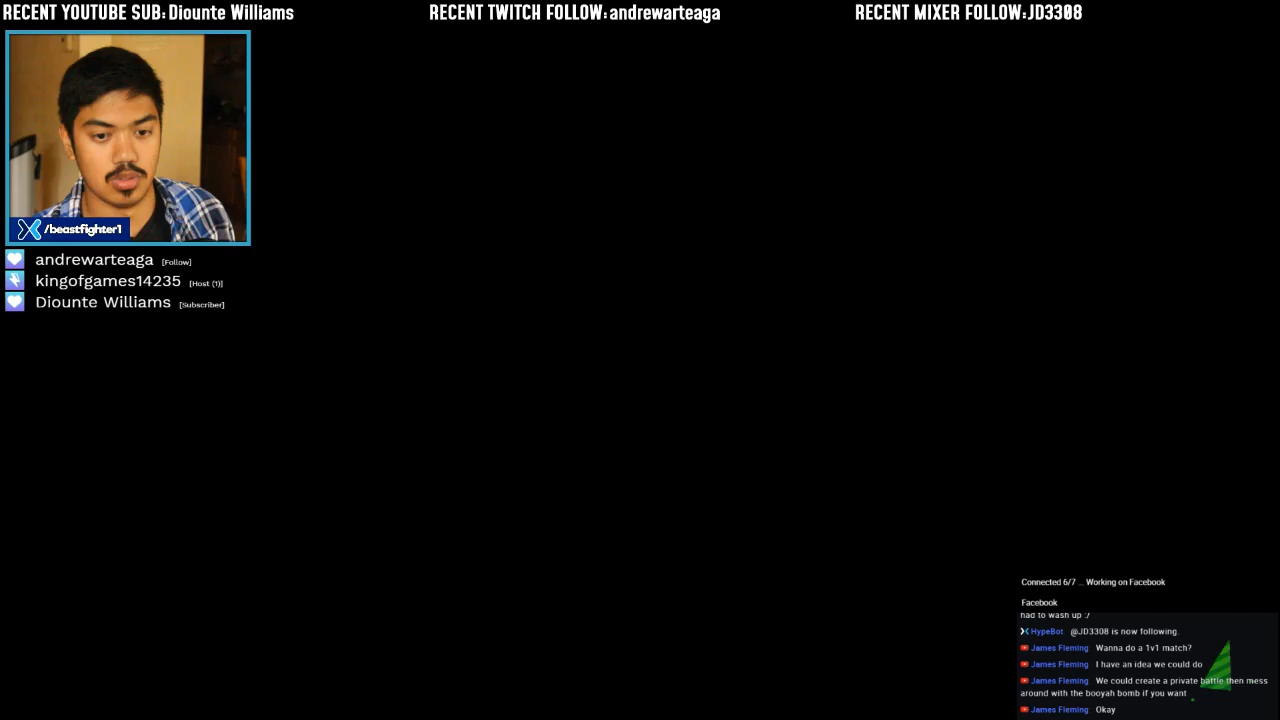 RECENT YOUTUBE SUB: Diounte Williams
RECENT TWITCH FOLLOW: andrewarteaga
RECENT MIXER FOLLOW: JD3308
/beastfighter1
andrewarteaga [Follow]
kingofgames14235 [Host (1)]
Diounte Williams [Subscriber]
Connected 6/7 ... Working on Facebook
Facebook
had to wash up :/
HypeBot @JD3308 is now following.
James Fleming Wanna do a 1v1 match?
James Fleming I have an idea we could do
James Fleming We could create a private battle then mess
around with the booyah bomb if you want
James Fleming Okay